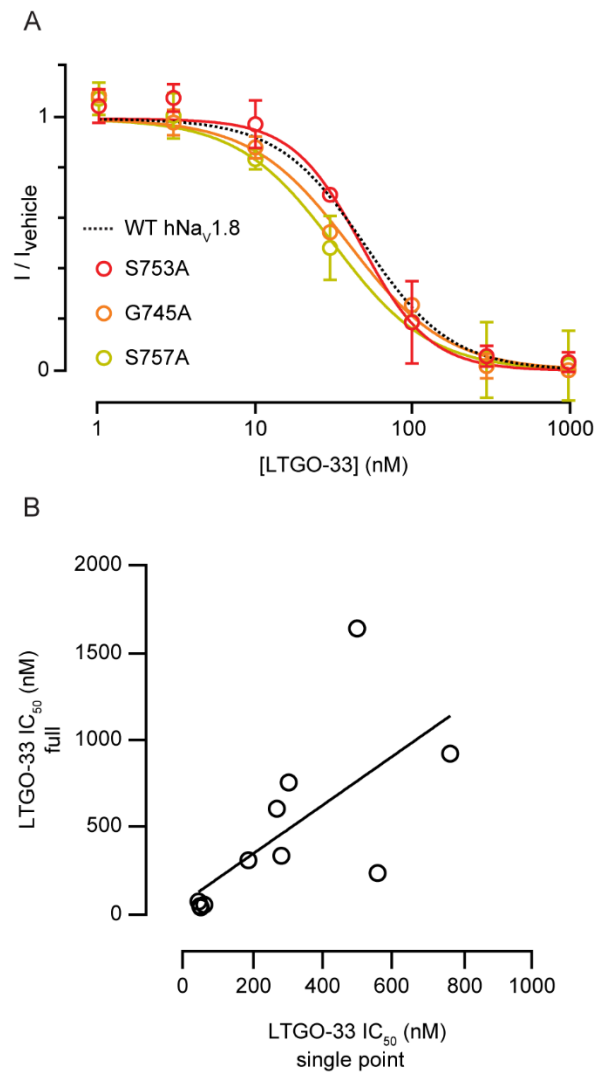 A
I / Ivehicle
1
0
WT hNaV1.8
S753A
G745A
S757A
1 10 100 1000
[LTGO-33] (nM)
B
LTGO-33 IC50 (nM)
full
2000
1500
1000
500
0
0 200 400 600 800 1000
LTGO-33 IC50 (nM)
single point